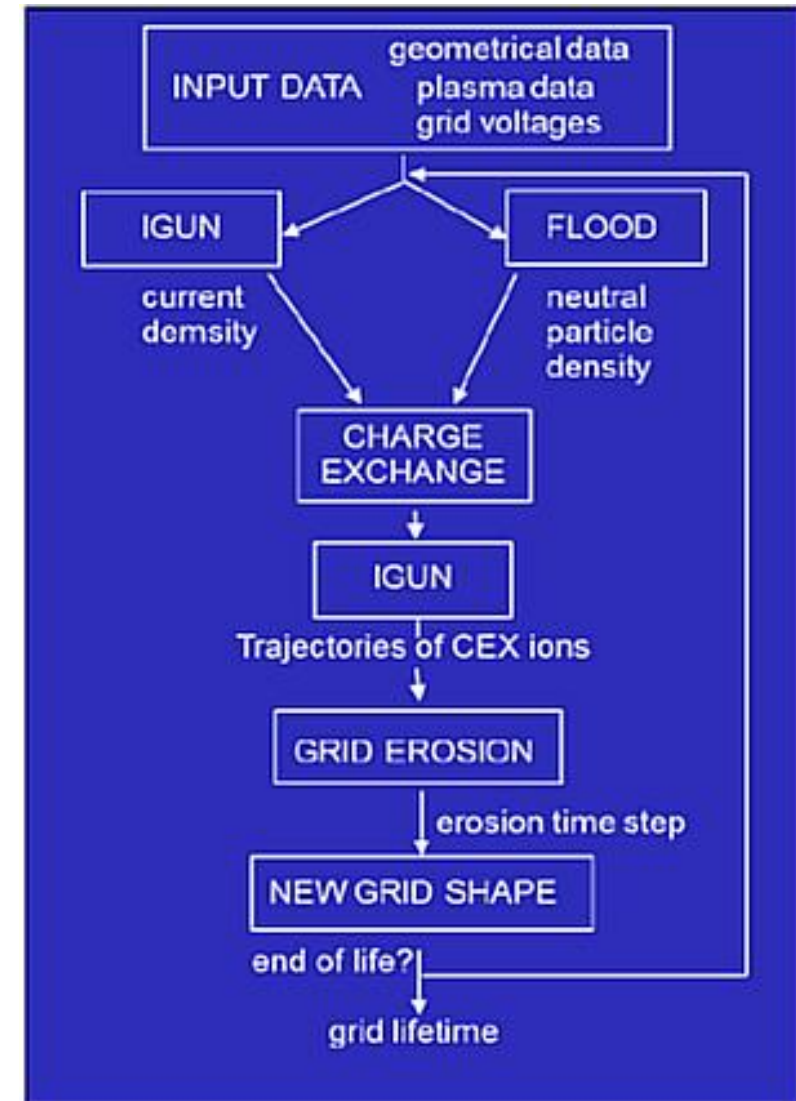 geometrical data
INPUT DATA plasma data
grid voltages
IGUN
FLOOD
current
demsity
neutral
particle
density
CHARGE
EXCHANGE
IGUN
Trajectories of CEX ions
GRID EROSION
erosion time step
NEW GRID SHAPE
end of life?
grid lifetime